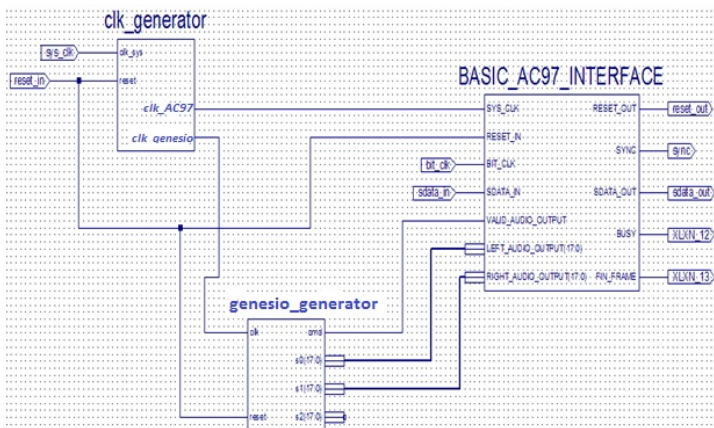 clk_generator
sys_clk
clk_sys
reset_in
reset
clk_AC97
clk_genesio
BASIC_AC97_INTERFACE
SYS_CLK
RESET_OUT
reset_out
RESET_IN
SYNC
sync
bit_clk
BIT_CLK
sdata_in
SDATA_IN
SDATA_OUT
sdata_out
VALID_AUDIO_OUTPUT
BUSY
XLXN_12
LEFT_AUDIO_OUTPUT(17:0)
RIGHT_AUDIO_OUTPUT(17:0)
FIN_FRAME
XLXN_13
genesio_generator
clk
cmd
s0(17:0)
s1(17:0)
reset
s2(17:0)